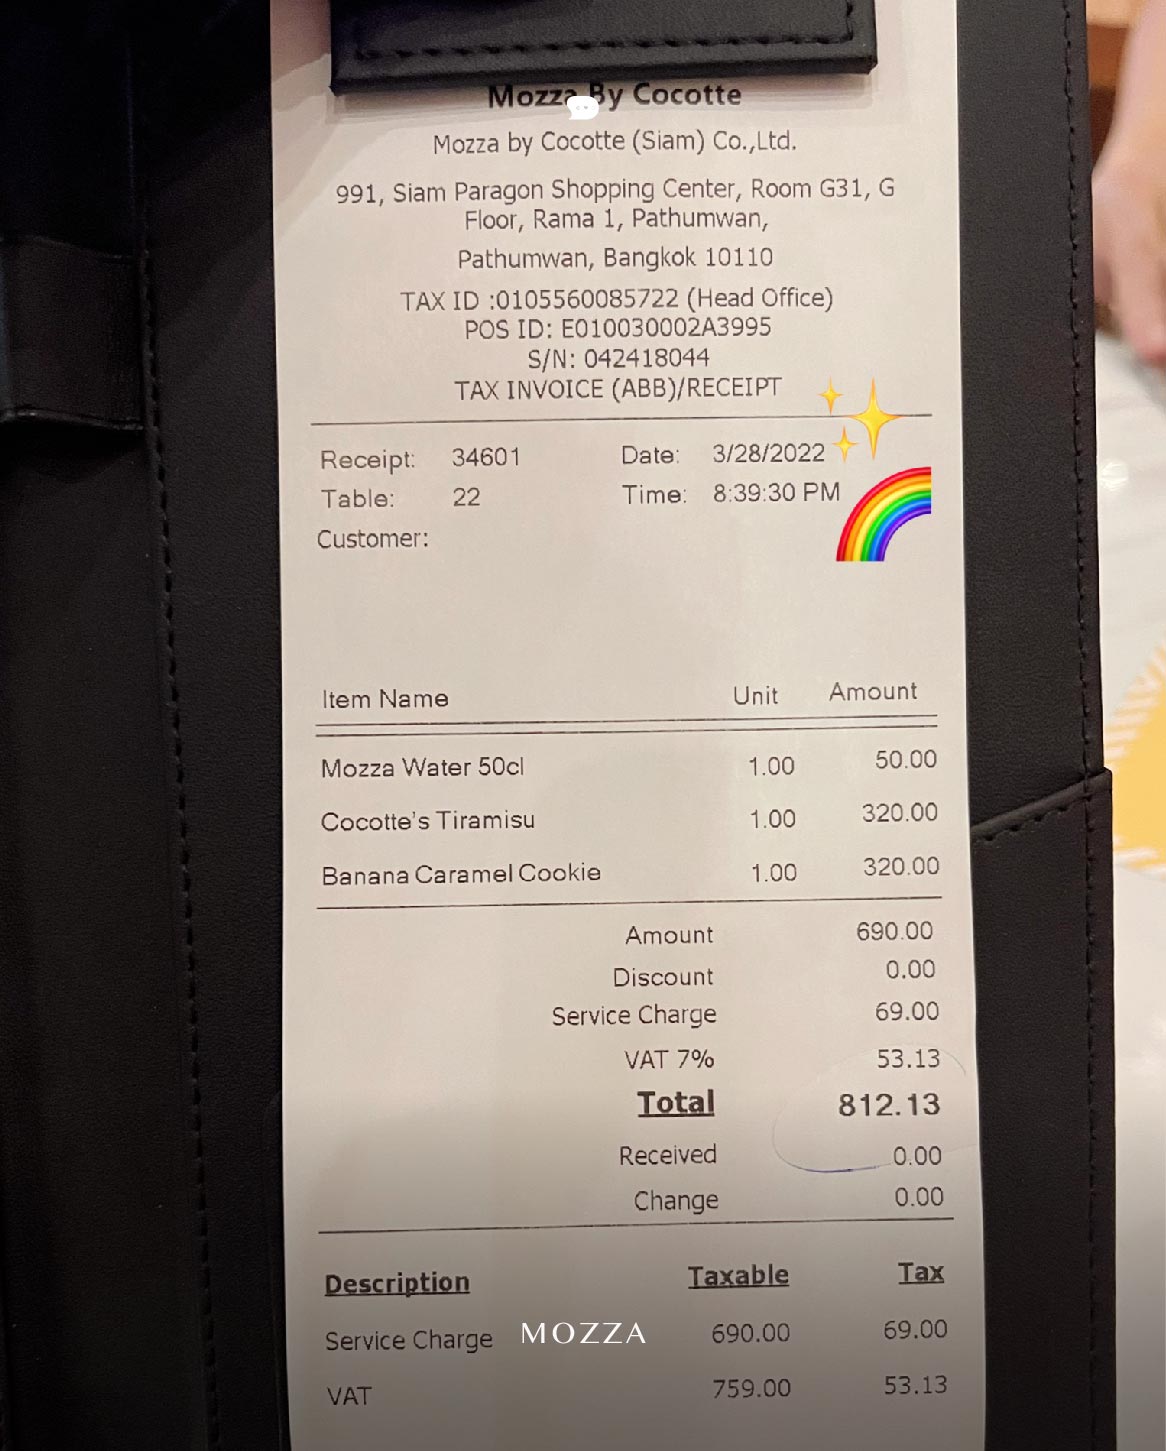 Mozza By Cocotte
Mozza by Cocotte (Siam) Co.,Ltd.
991, Siam Paragon Shopping Center, Room G31, G
Floor, Rama 1, Pathumwan,
Pathumwan, Bangkok 10110
TAX ID :0105560085722 (Head Office)
POS ID: E010030002A3995
S/N: 042418044
TAX INVOICE (ABB)/RECEIPT
Receipt: 34601 Date: 3/28/2022
Table: 22 Time: 8:39:30 PM
Customer:
Item Name Unit Amount
Mozza Water 50cl 1.00 50.00
Cocotte's Tiramisu 1.00 320.00
Banana Caramel Cookie 1.00 320.00
Amount 690.00
Discount 0.00
Service Charge 69.00
VAT 7% 53.13
Total 812.13
Received 0.00
Change 0.00
Description Taxable Tax
Service Charge 690.00 69.00
MOZZA
VAT 759.00 53.13